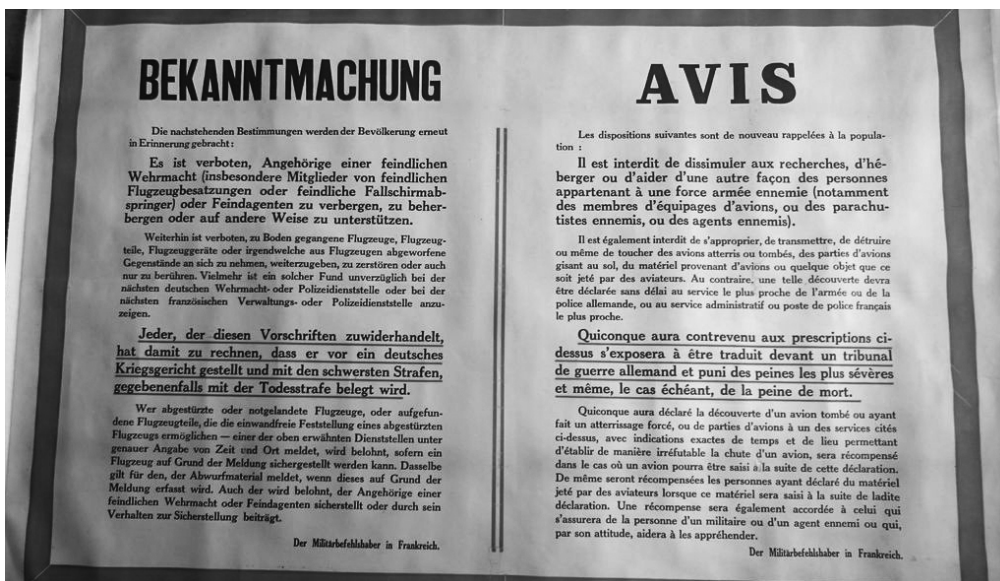 BEKANNTMACHUNG
Die nachstehenden Bestimmungen werden der Bevölkerung erneut
in Erinnerung gebracht:
Es ist verboten, Angehörige einer feindlichen
Wehrmacht (insbesondere Mitglieder von feindlichen
Flugzeugbesatzungen oder feindliche Fallschirmab-
springer) oder Feindagenten zu verbergen, zu beher-
bergen oder auf andere Weise zu unterstützen.
Weiterhin ist verboten, zu Boden gegangene Flugzeuge, Flugzeug-
teile, Flugzeuggeräte oder irgendwelche aus Flugzeugen abgeworfene
Gegenstände an sich zu nehmen, weiterzugeben, zu zerstören oder auch
nur zu berühren. Vielmehr ist ein solcher Fund unverzüglich bei der
nächsten deutschen Wehrmacht- oder Polizeidienststelle oder bei der
nächsten französischen Verwaltungs- oder Polizeidienststelle anzu-
zeigen.
Jeder, der diesen Vorschriften zuwiderhandelt,
hat damit zu rechnen, dass er vor ein deutsches
Kriegsgericht gestellt und mit den schwersten Strafen,
gegebenenfalls mit der Todesstrafe belegt wird.
Wer abgestürzte oder notgelandete Flugzeuge, oder aufgefun-
dene Flugzeugteile, die die einwandfreie Feststellung eines abgestürzten
Flugzeugs ermöglichen — einer der oben erwähnten Dienststellen unter
genauer Angabe von Zeit und Ort meldet, wird belohnt, sofern ein
Flugzeug auf Grund der Meldung sichergestellt werden kann. Dasselbe
gilt für den, der Abwurfmaterial meldet, wenn dieses auf Grund der
Meldung erfasst wird. Auch der wird belohnt, der Angehörige einer
feindlichen Wehrmacht oder Feindagenten sicherstellt oder durch sein
Verhalten zur Sicherstellung beiträgt.
Der Militärbefehlshaber in Frankreich.
AVIS
Les dispositions suivantes sont de nouveau rappelées à la popula-
tion :
Il est interdit de dissimuler aux recherches, d'hé-
berger ou d'aider d'une autre façon des personnes
appartenant à une force armée ennemie (notamment
des membres d'équipages d'avions, ou des parachu-
tistes ennemis, ou des agents ennemis).
Il est également interdit de s'approprier, de transmettre, de détruire
ou même de toucher des avions atterris ou tombés, des parties d'avions
gisant au sol, du matériel provenant d'avions ou quelque objet que ce
soit jeté par des aviateurs. Au contraire, une telle découverte devra
être déclarée sans délai au service le plus proche de l'armée ou de la
police allemande, ou au service administratif ou poste de police français
le plus proche.
Quiconque aura contrevenu aux prescriptions ci-
dessus s'exposera à être traduit devant un tribunal
de guerre allemand et puni des peines les plus sévères
et même, le cas échéant, de la peine de mort.
Quiconque aura déclaré la découverte d'un avion tombé ou ayant
fait un atterrissage forcé, ou de parties d'avions à un des services cités
ci-dessus, avec indications exactes de temps et de lieu permettant
d'établir de manière irréfutable la chute d'un avion, sera récompensé
dans le cas où un avion pourra être saisi à la suite de cette déclaration.
De même seront récompensées les personnes ayant déclaré du matériel
jeté par des aviateurs lorsque ce matériel sera saisi à la suite de ladite
déclaration. Une récompense sera également accordée à celui qui
s'assurera de la personne d'un militaire ou d'un agent ennemi ou qui,
par son attitude, aidera à les appréhender.
Der Militärbefehlshaber in Frankreich.